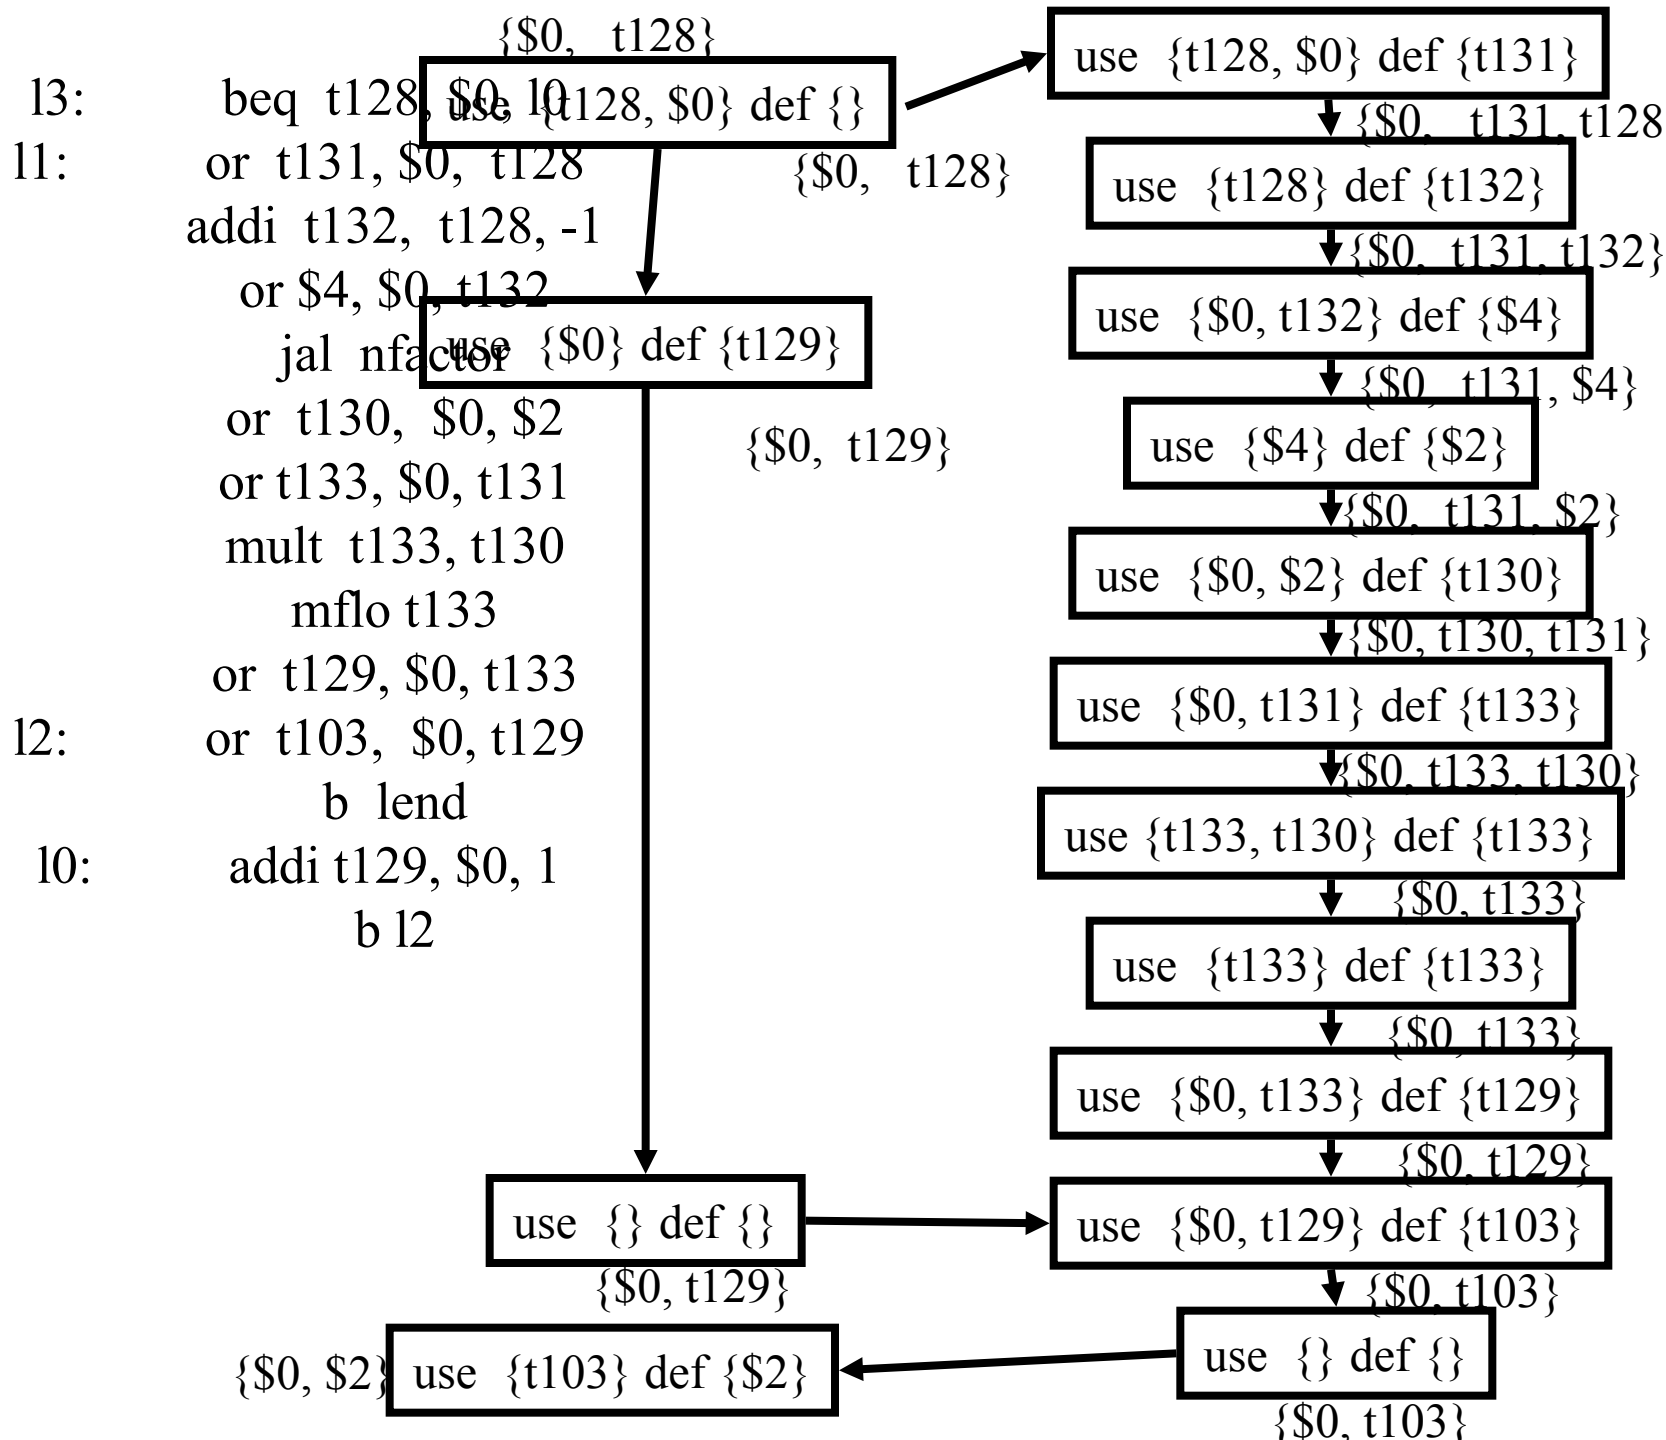 l3: beq t128, $0, l0
l1: or t131, $0, t128
addi t132, t128, -1
or $4, $0, t132
jal nfactor
or t130, $0, $2
or t133, $0, t131
mult t133, t130
mflo t133
or t129, $0, t133
l2: or t103, $0, t129
b lend
l0: addi t129, $0, 1
b l2
{$0, t128}
use {t128, $0} def {}
{$0, t128}
use {$0} def {t129}
{$0, t129}
use {} def {}
{$0, t129}
use {t128, $0} def {t131}
{$0, t131, t128
use {t128} def {t132}
{$0, t131, t132}
use {$0, t132} def {$4}
{$0, t131, $4}
use {$4} def {$2}
{$0, t131, $2}
use {$0, $2} def {t130}
{$0, t130, t131}
use {$0, t131} def {t133}
{$0, t133, t130}
use {t133, t130} def {t133}
{$0, t133}
use {t133} def {t133}
{$0, t133}
use {$0, t133} def {t129}
{$0, t129}
use {$0, t129} def {t103}
{$0, t103}
use {} def {}
{$0, t103}
{$0, $2}
use {t103} def {$2}